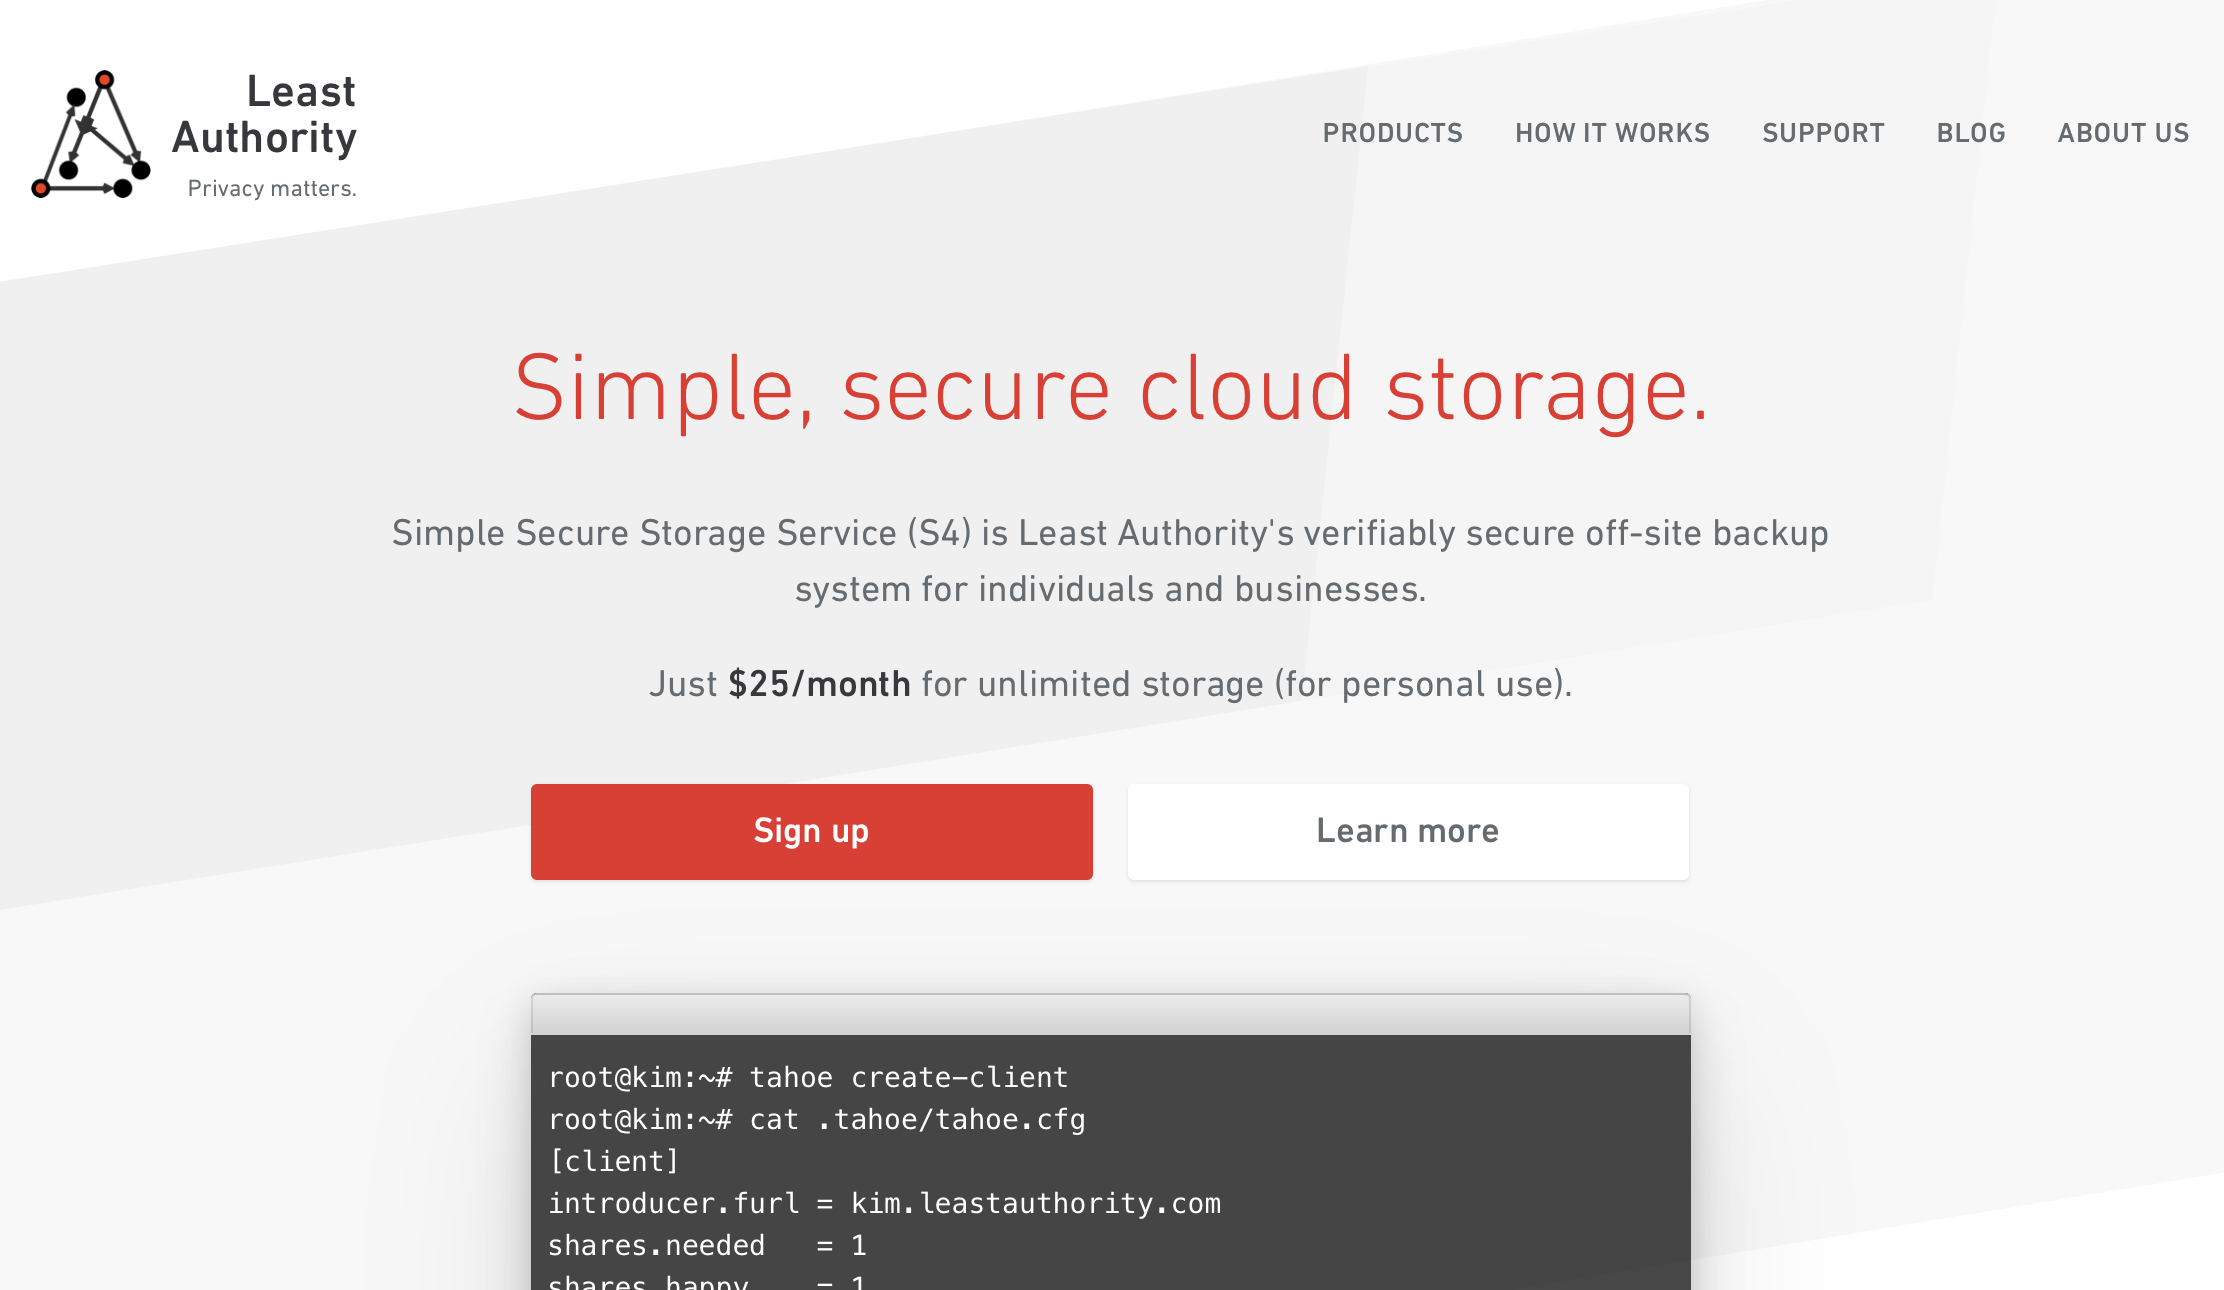 Least
Authority
Privacy matters.
PRODUCTS HOW IT WORKS SUPPORT BLOG ABOUT US
Simple, secure cloud storage.
Simple Secure Storage Service (S4) is Least Authority's verifiably secure off-site backup
system for individuals and businesses.
Just $25/month for unlimited storage (for personal use).
Sign up
Learn more
root@kim:~# tahoe create-client
root@kim:~# cat .tahoe/tahoe.cfg
[client]
introducer.furl = kim.leastauthority.com
shares.needed   = 1
shares.happy    = 1